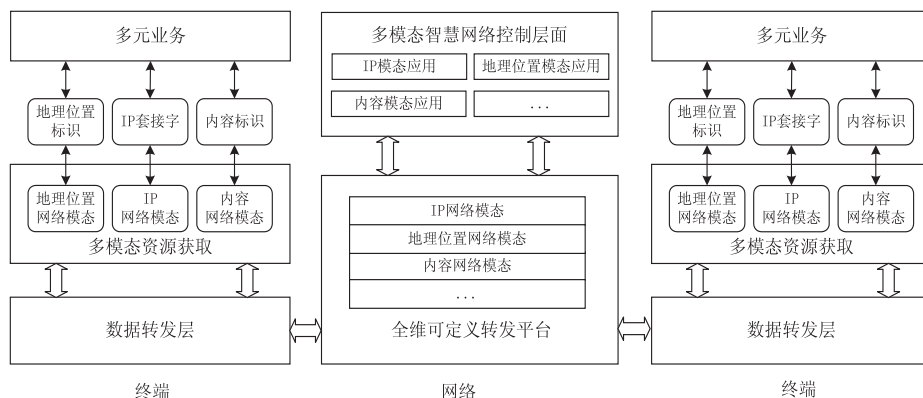 多元业务
地理位置
标识
IP套接字
内容标识
地理位置
网络模态
IP
网络模态
内容
网络模态
多模态资源获取
数据转发层
终端
多模态智慧网络控制层面
IP模态应用
地理位置模态应用
内容模态应用
...
IP网络模态
地理位置网络模态
内容网络模态
...
全维可定义转发平台
网络
多元业务
地理位置
标识
IP套接字
内容标识
地理位置
网络模态
IP
网络模态
内容
网络模态
多模态资源获取
数据转发层
终端